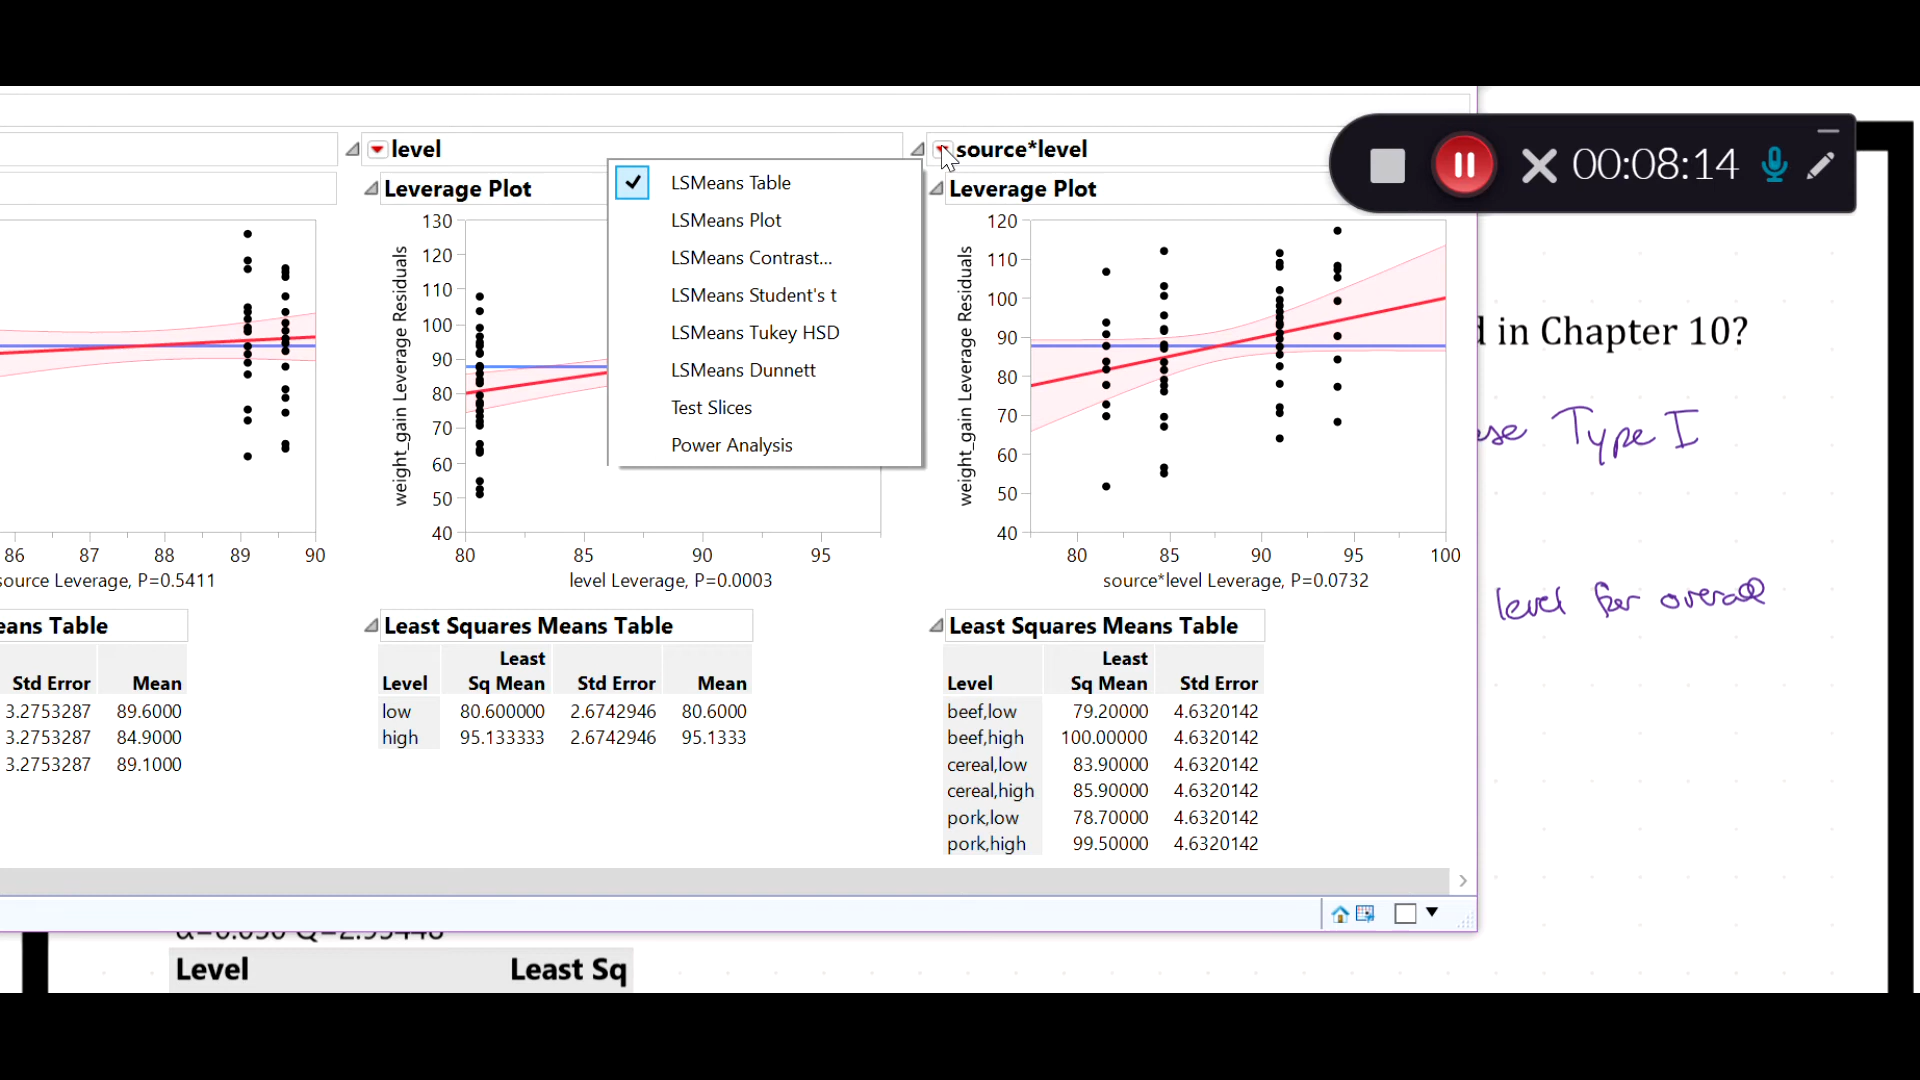 level
source*level
00:08:14
Leverage Plot
Leverage Plot
LSMeans Table
LSMeans Plot
LSMeans Contrast...
LSMeans Student's t
LSMeans Tukey HSD
LSMeans Dunnett
Test Slices
Power Analysis
86 87 88 89 90
source Leverage, P=0.5411
weight_gain Leverage Residuals
130
120
110
100
90
80
70
60
50
40
80 85 90 95
level Leverage, P=0.0003
weight_gain Leverage Residuals
120
110
100
90
80
70
60
50
40
80 85 90 95 100
source*level Leverage, P=0.0732
in Chapter 10?
Type I
level for overall
eans Table
Std Error Mean
3.2753287 89.6000
3.2753287 84.9000
3.2753287 89.1000
Least Squares Means Table
Least
Level Sq Mean Std Error Mean
low 80.600000 2.6742946 80.6000
high 95.133333 2.6742946 95.1333
Least Squares Means Table
Least
Level Sq Mean Std Error
beef,low 79.20000 4.6320142
beef,high 100.00000 4.6320142
cereal,low 83.90000 4.6320142
cereal,high 85.90000 4.6320142
pork,low 78.70000 4.6320142
pork,high 99.50000 4.6320142
Level Least Sq